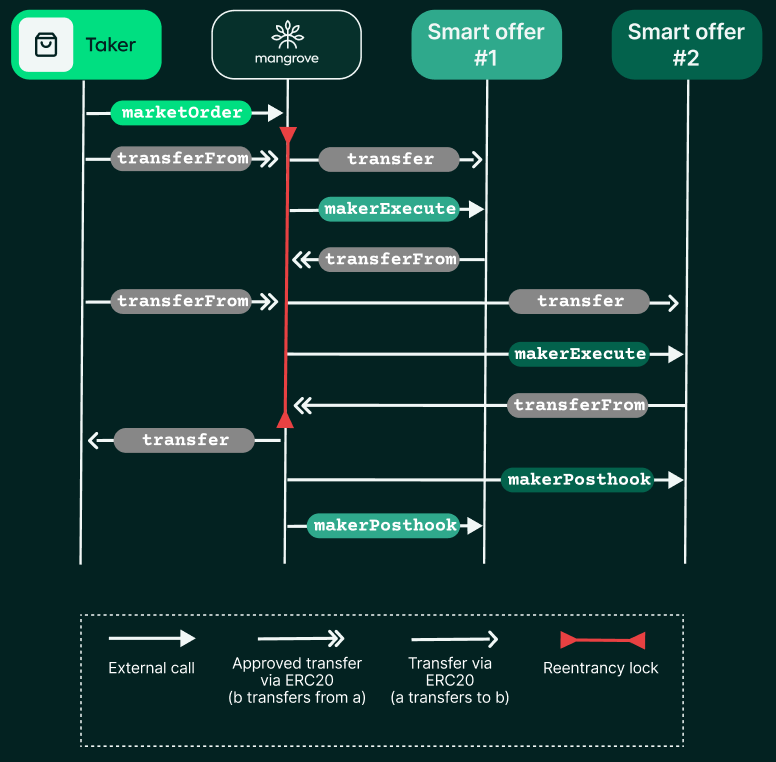 Taker
mangrove
Smart offer
#1
Smart offer
#2
marketOrder
transferFrom
transfer
makerExecute
transferFrom
transferFrom
transfer
makerExecute
transferFrom
transfer
makerPosthook
makerPosthook
External call
Approved transfer
via ERC20
(b transfers from a)
Transfer via
ERC20
(a transfers to b)
Reentrancy lock